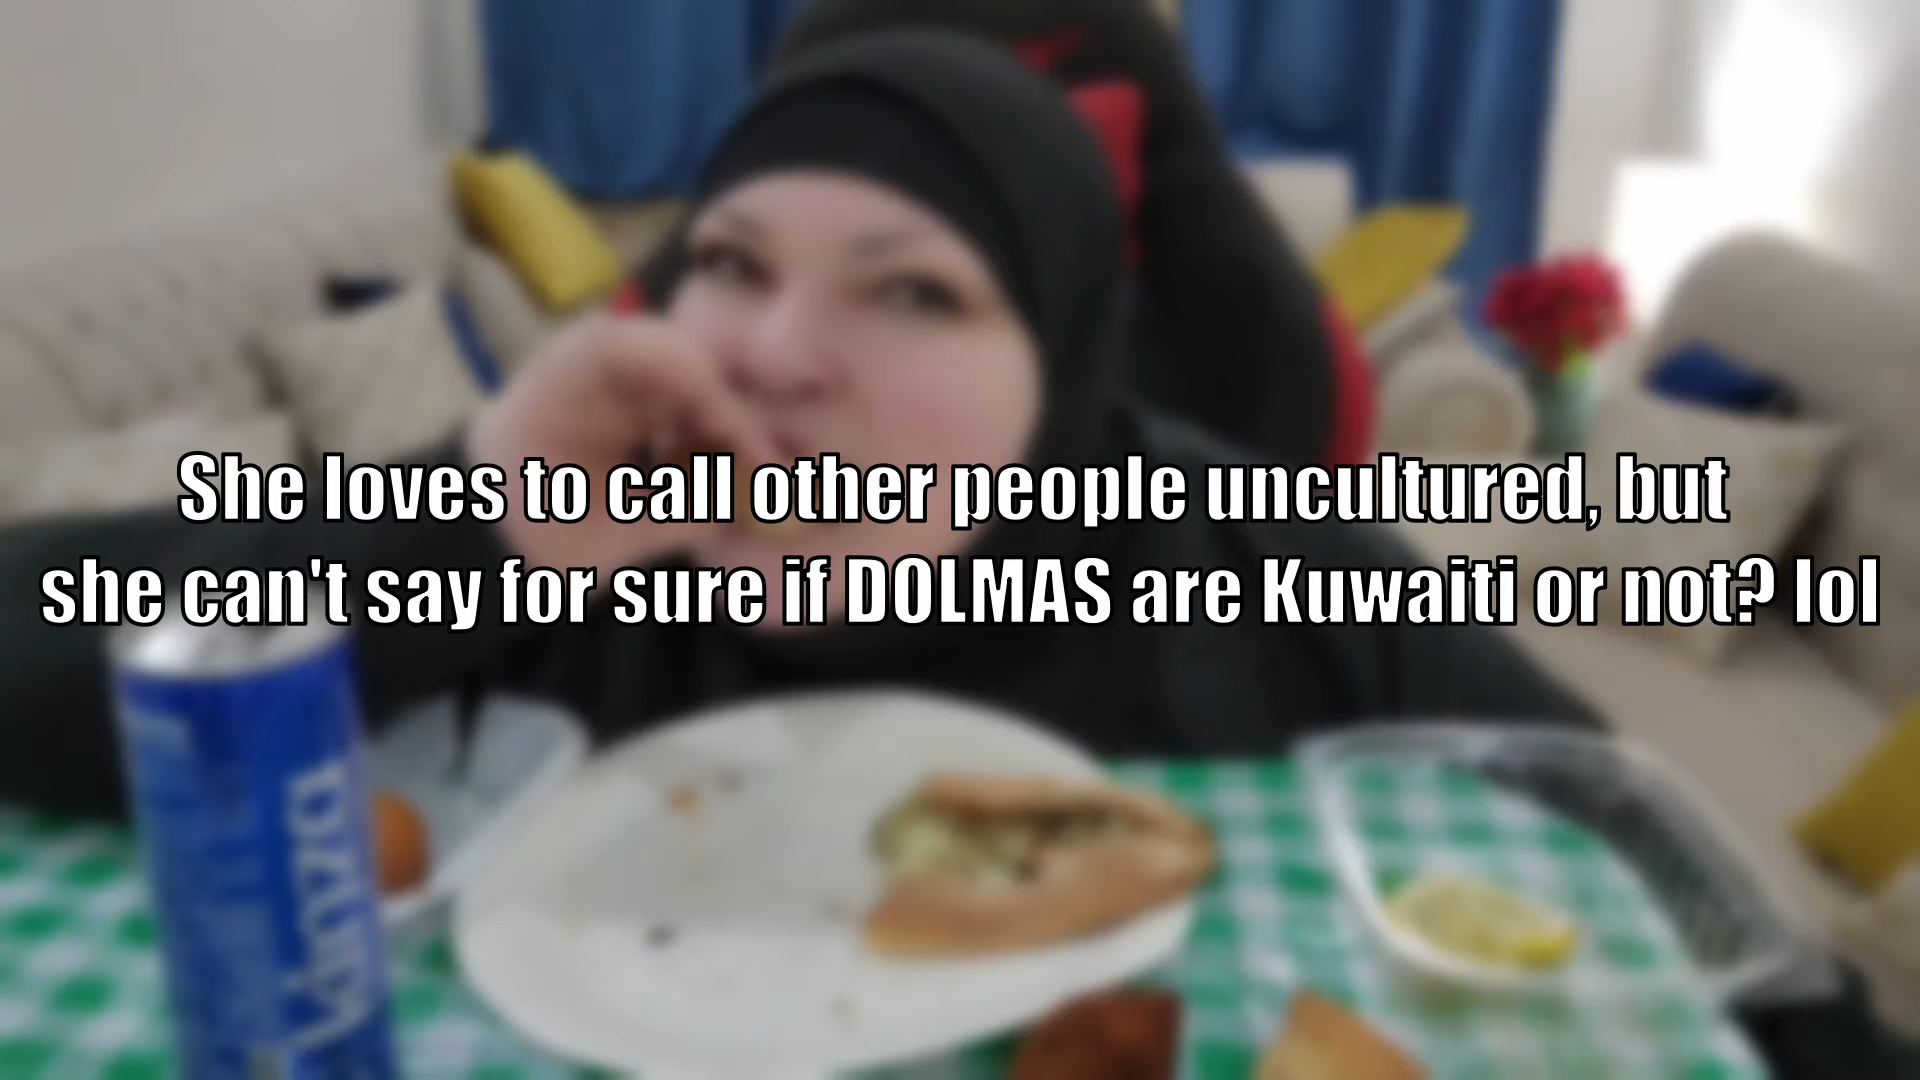 She loves to call other people uncultured, but
she can't say for sure if DOLMAS are Kuwaiti or not? lol